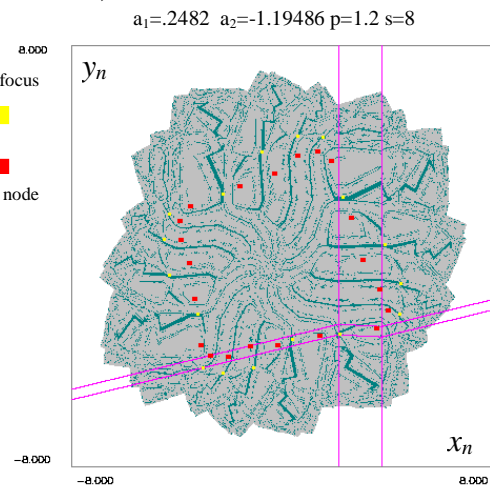 a₁=.2482 a₂=-1.19486 p=1.2 s=8
8.000
yₙ
focus
node
-8.000
xₙ
-8.000
8.000